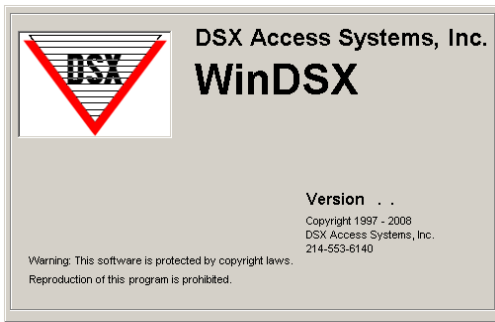 DSX
DSX Access Systems, Inc.
WinDSX
Version . .
Copyright 1997 - 2008
DSX Access Systems, Inc.
214-553-6140
Warning: This software is protected by copyright laws.
Reproduction of this program is prohibited.